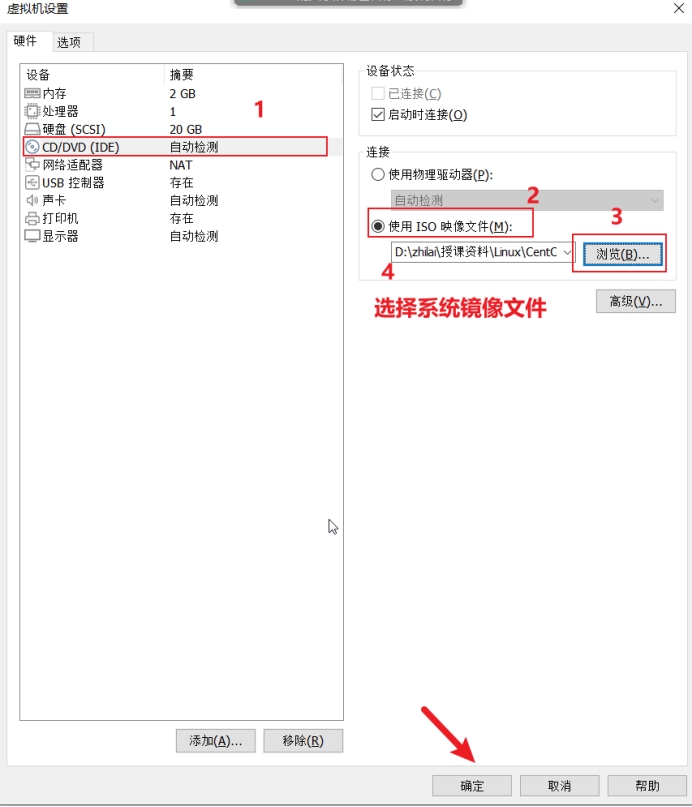 虚拟机设置
硬件 选项
设备 摘要
内存 2 GB
处理器 1
硬盘 (SCSI) 20 GB
CD/DVD (IDE) 自动检测
网络适配器 NAT
USB 控制器 存在
声卡 自动检测
打印机 存在
显示器 自动检测
1
添加(A)... 移除(R)
设备状态
已连接(C)
启动时连接(O)
连接
使用物理驱动器(P):
自动检测
2
使用 ISO 映像文件(M):
3
D:\zhilai\授课资料\Linux\CentC
浏览(B)...
4
选择系统镜像文件
高级(V)...
确定 取消 帮助